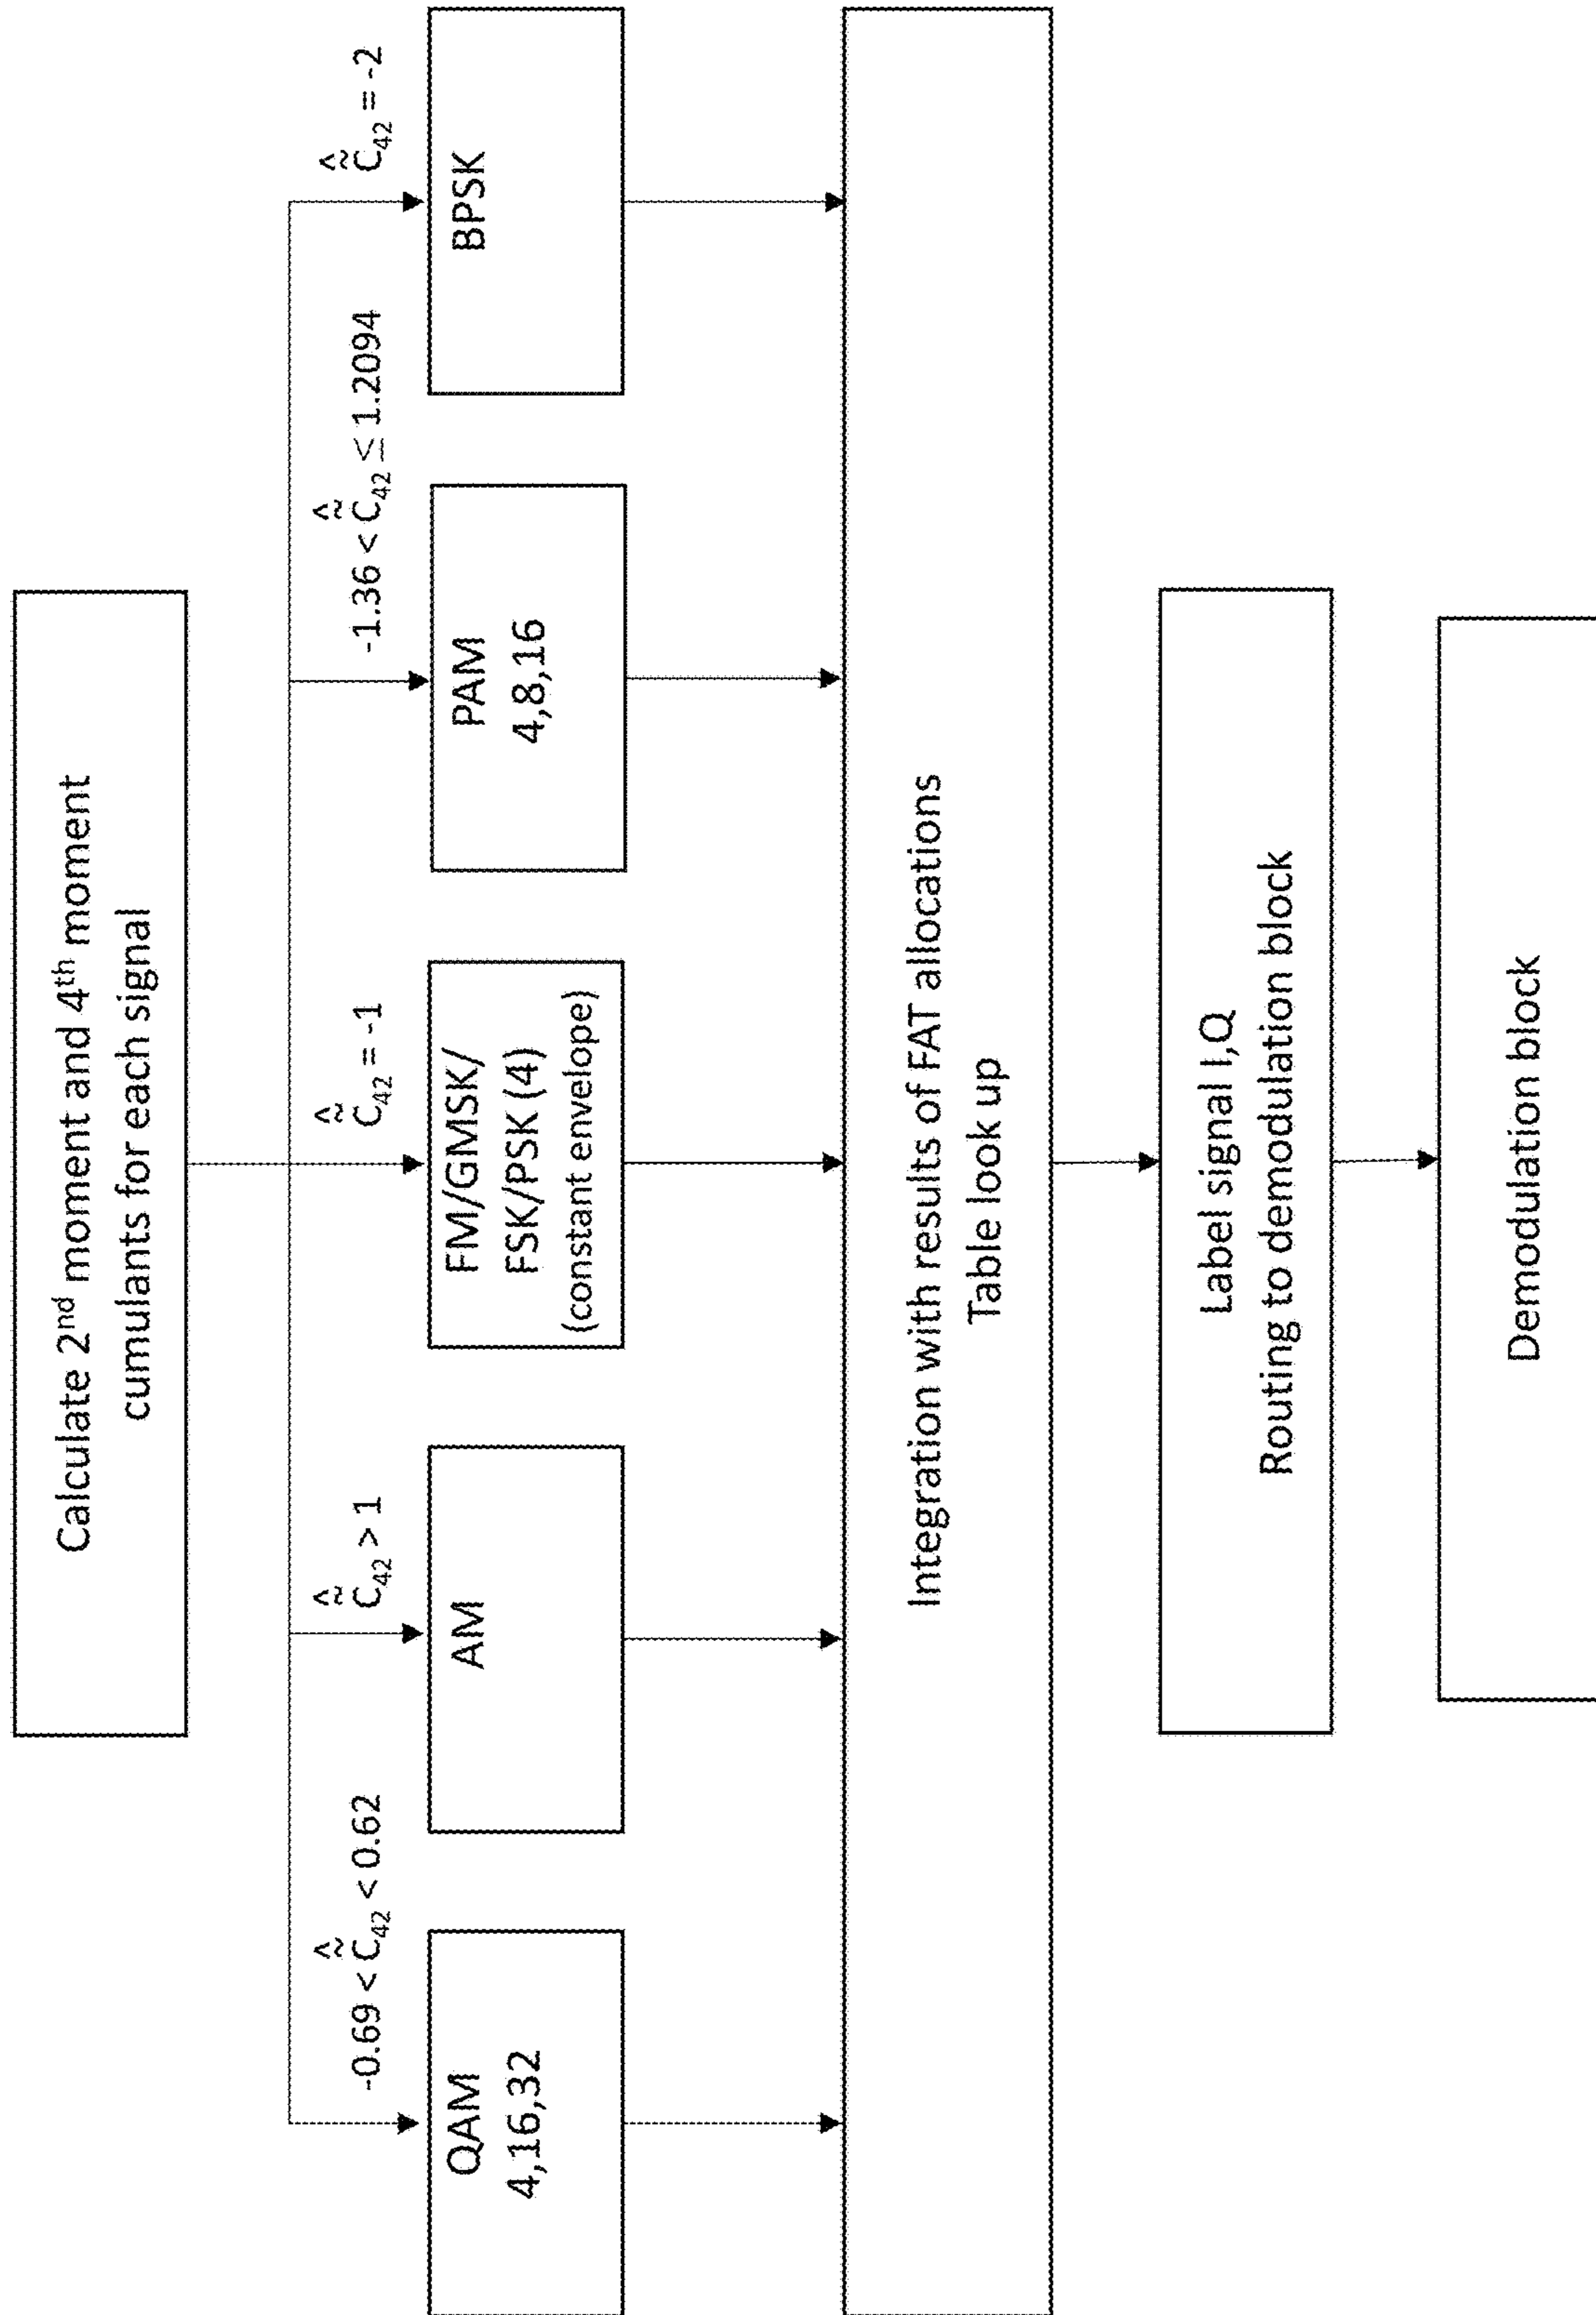 Calculate 2nd moment and 4th moment
cumulants for each signal
-0.69 < C̃̂42 < 0.62
C̃̂42 > 1
C̃̂42 = -1
-1.36 < C̃̂42 ≤ 1.2094
C̃̂42 = -2
QAM
4,16,32
AM
FM/GMSK/
FSK/PSK (4)
(constant envelope)
PAM
4,8,16
BPSK
Integration with results of FAT allocations
Table look up
Label signal I,Q
Routing to demodulation block
Demodulation block